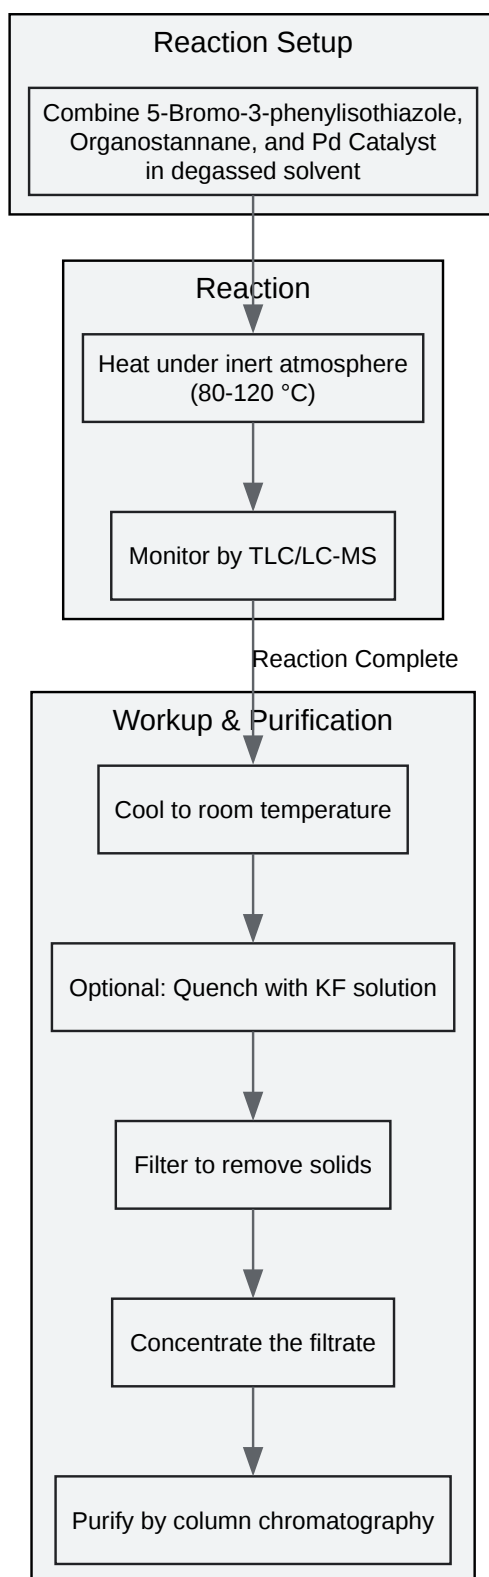 Reaction Setup
Combine 5-Bromo-3-phenylisothiazole,
Organostannane, and Pd Catalyst
in degassed solvent
Reaction
Heat under inert atmosphere
(80-120 °C)
Monitor by TLC/LC-MS
Reaction Complete
Workup & Purification
Cool to room temperature
Optional: Quench with KF solution
Filter to remove solids
Concentrate the filtrate
Purify by column chromatography